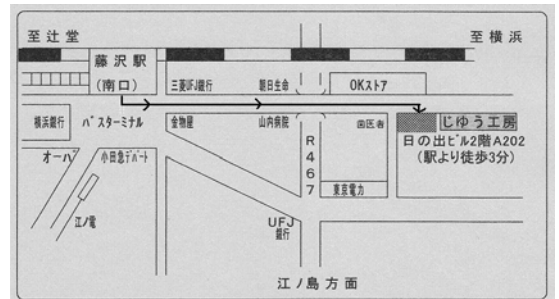 至辻堂
至横浜
藤沢駅
(南口)
三菱UFJ銀行
朝日生命
OKストア
横浜銀行
バスターミナル
金物屋
山内病院
R467
歯医者
じゆう工房
日の出ビル2階A202
(駅より徒歩3分)
オーパ
小田急デパート
東京電力
江ノ電
UFJ
銀行
江ノ島方面